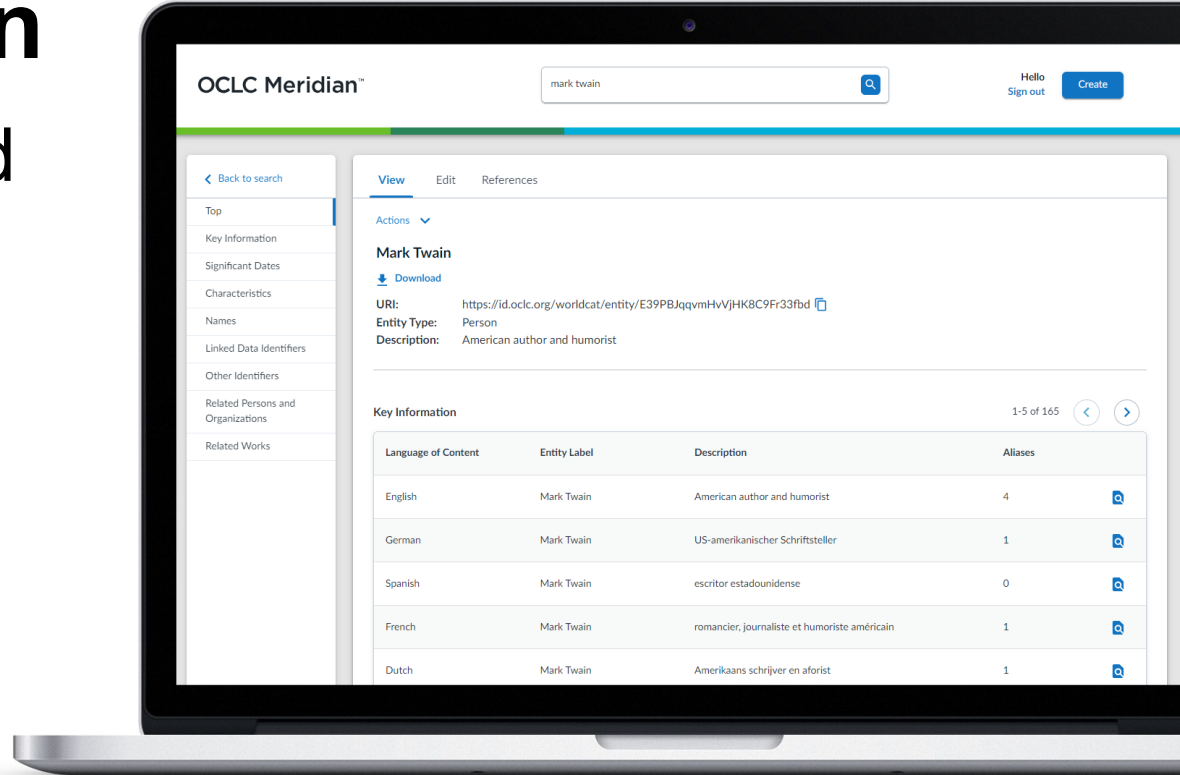 n
d
OCLC Meridian™
mark twain
Hello
Sign out
Create
Back to search
Top
Key Information
Significant Dates
Characteristics
Names
Linked Data Identifiers
Other Identifiers
Related Persons and
Organizations
Related Works
View Edit References
Actions
Mark Twain
Download
URI: https://id.oclc.org/worldcat/entity/E39PBJqqvmHvVjHK8C9Fr33fbd
Entity Type: Person
Description: American author and humorist
Key Information 1-5 of 165
Language of Content Entity Label Description Aliases
English Mark Twain American author and humorist 4
German Mark Twain US-amerikanischer Schriftsteller 1
Spanish Mark Twain escritor estadounidense 0
French Mark Twain romancier, journaliste et humoriste américain 1
Dutch Mark Twain Amerikaans schrijver en aforist 1